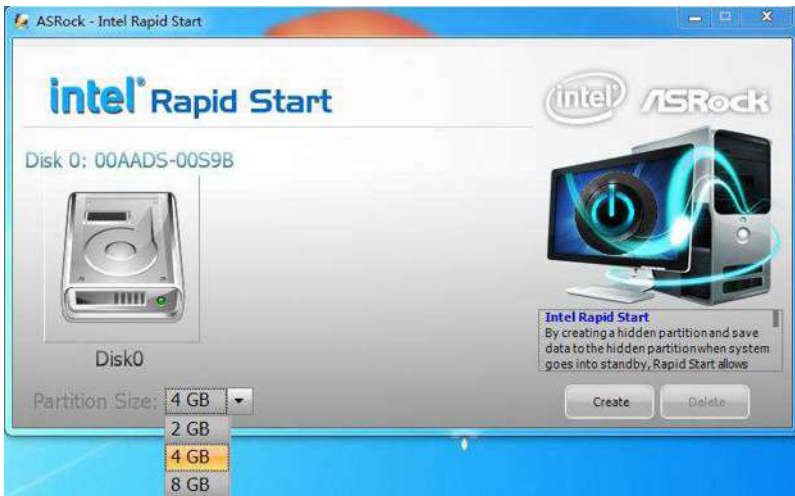 ASRock - Intel Rapid Start
intel® Rapid Start
intel ASRock
Disk 0: 00AADS-00S9B
Disk0
Intel Rapid Start
By creating a hidden partition and save
data to the hidden partition when system
goes into standby, Rapid Start allows
Partition Size: 4 GB
Create Delete
2 GB
4 GB
8 GB